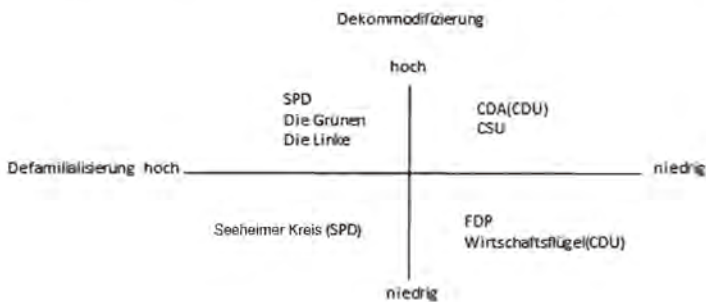 Dekommodifizierung
hoch
SPD
Die Grünen
Die Linke
CDA(CDU)
CSU
Defamilialisierung hoch
niedrig
Seeheimer Kreis (SPD)
FDP
Wirtschaftsflügel(CDU)
niedrig